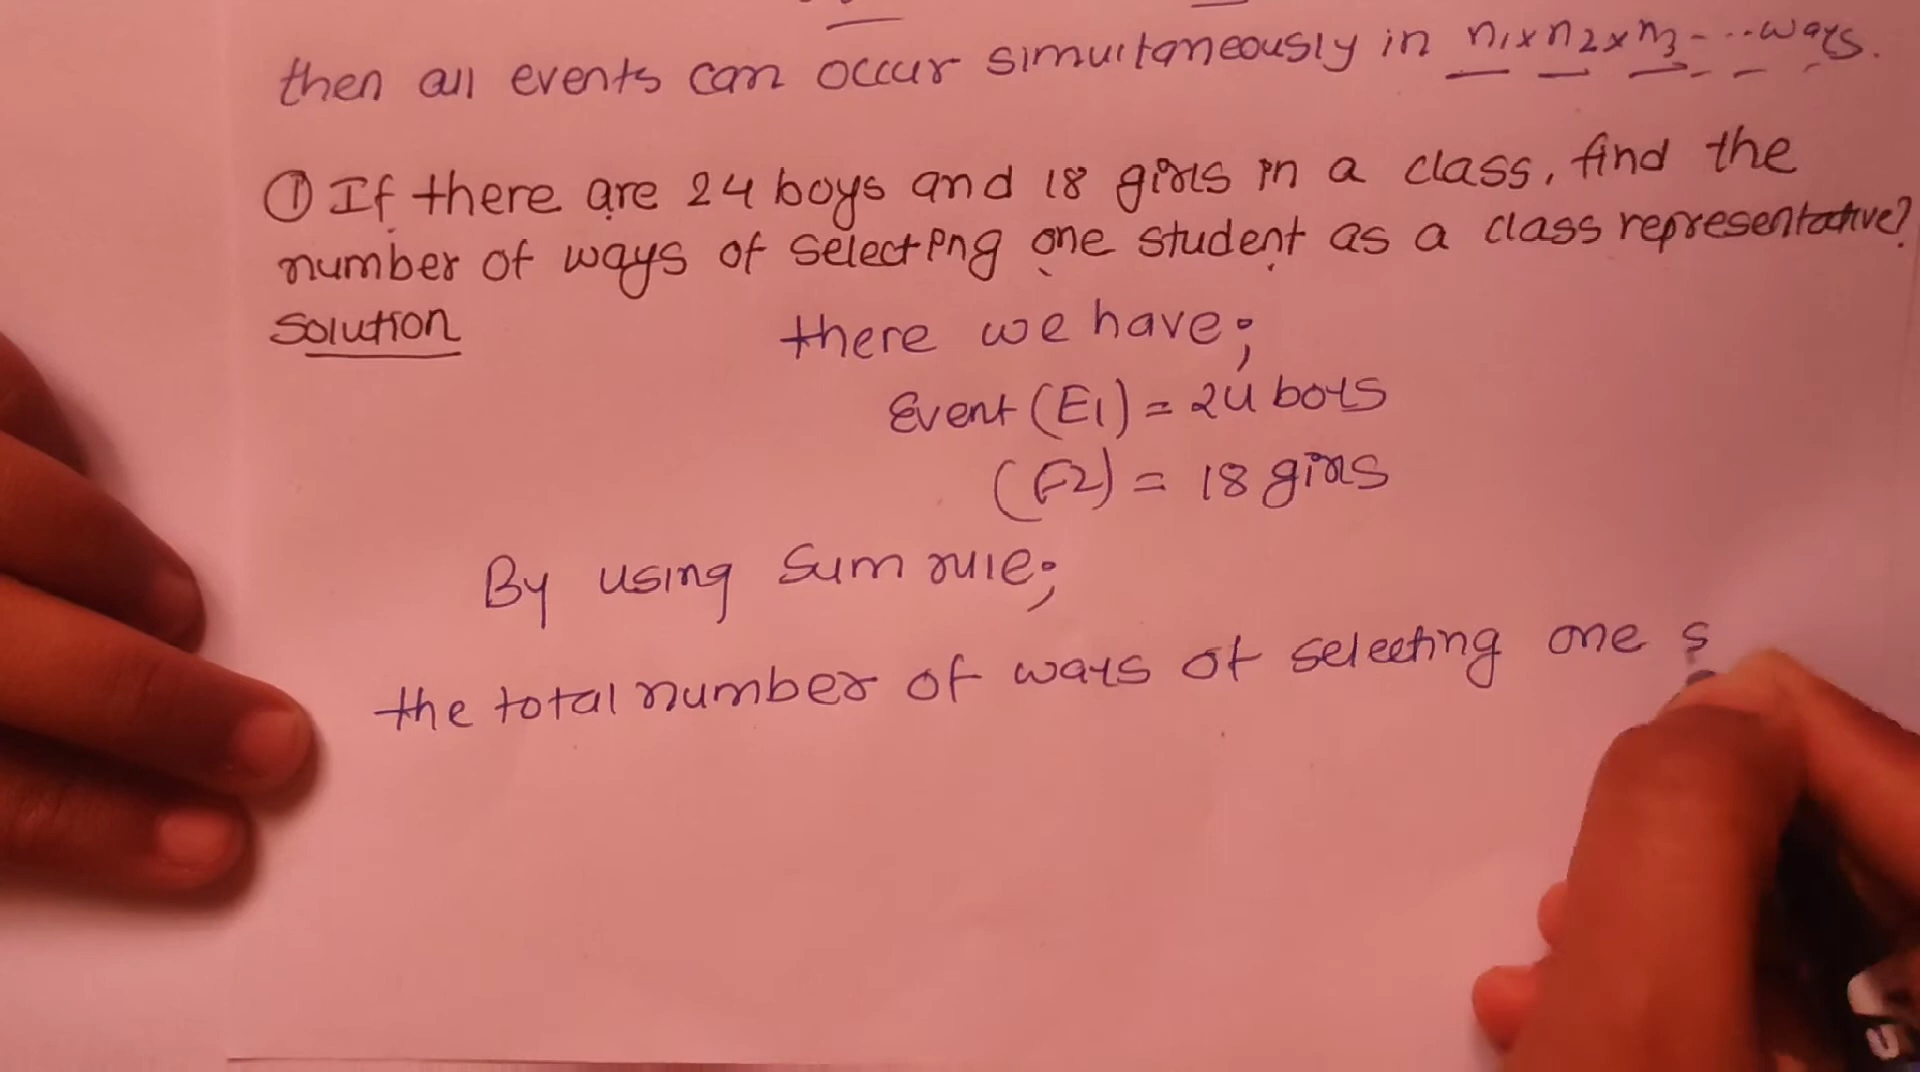 then all events can occur simultaneously in n1×n2×n3-...ways.
① If there are 24 boys and 18 girls in a class, find the
number of ways of selecting one student as a class representative?
Solution
there we have;
Event (E1) = 24 boys
(E2) = 18 girls
By using Sum rule;
the total number of ways of selecting one s